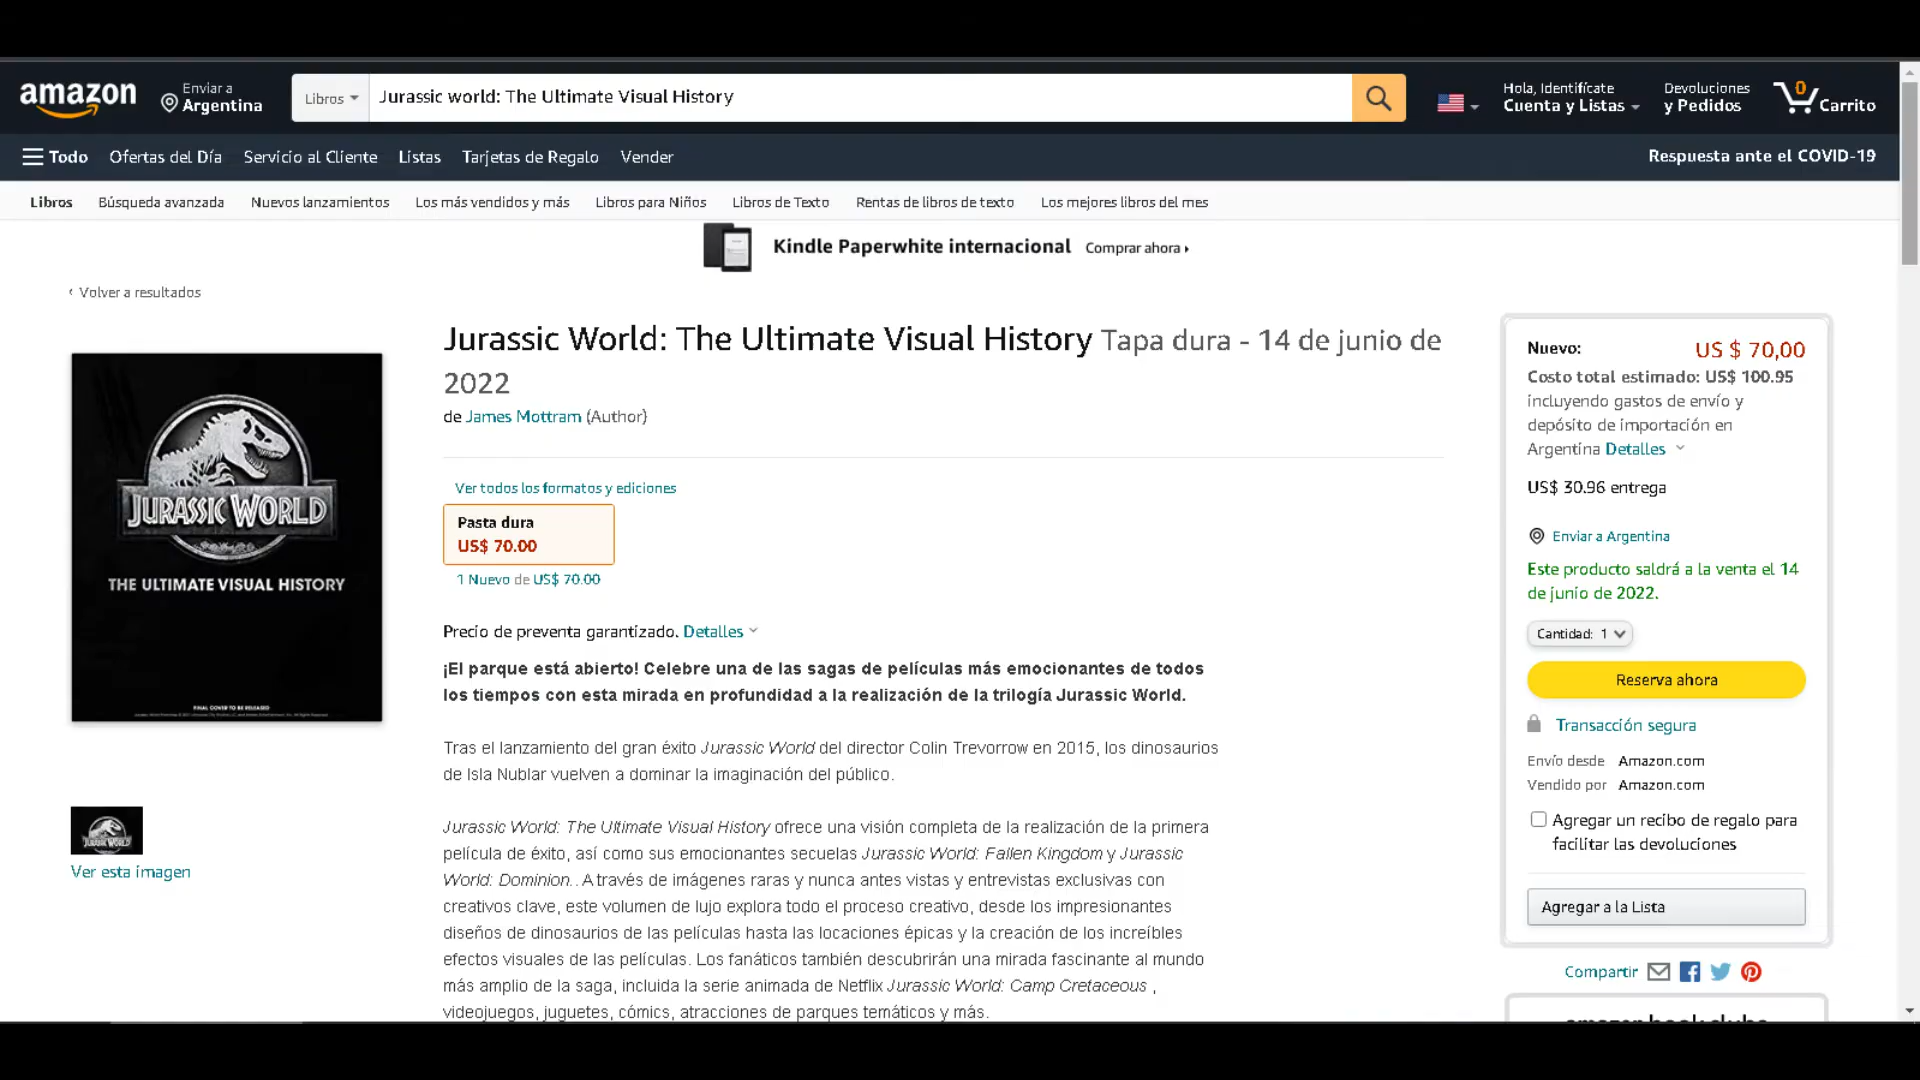 amazon
Enviar a
Argentina
Libros
Jurassic world: The Ultimate Visual History
Hola, Identifícate
Cuenta y Listas
Devoluciones
y Pedidos
0
Carrito
Todo
Ofertas del Día
Servicio al Cliente
Listas
Tarjetas de Regalo
Vender
Respuesta ante el COVID-19
Libros
Búsqueda avanzada
Nuevos lanzamientos
Los más vendidos y más
Libros para Niños
Libros de Texto
Rentas de libros de texto
Los mejores libros del mes
Kindle Paperwhite internacional
Comprar ahora
‹ Volver a resultados
JURASSIC WORLD
THE ULTIMATE VISUAL HISTORY
FINAL COVER TO BE RELEASED
JURASSIC WORLD
Ver esta imagen
Jurassic World: The Ultimate Visual History Tapa dura - 14 de junio de
2022
de James Mottram (Author)
Ver todos los formatos y ediciones
Pasta dura
US$ 70.00
1 Nuevo de US$ 70.00
Precio de preventa garantizado. Detalles
¡El parque está abierto! Celebre una de las sagas de películas más emocionantes de todos
los tiempos con esta mirada en profundidad a la realización de la trilogía Jurassic World.
Tras el lanzamiento del gran éxito Jurassic World del director Colin Trevorrow en 2015, los dinosaurios
de Isla Nublar vuelven a dominar la imaginación del público.
Jurassic World: The Ultimate Visual History ofrece una visión completa de la realización de la primera
película de éxito, así como sus emocionantes secuelas Jurassic World: Fallen Kingdom y Jurassic
World: Dominion. . A través de imágenes raras y nunca antes vistas y entrevistas exclusivas con
creativos clave, este volumen de lujo explora todo el proceso creativo, desde los impresionantes
diseños de dinosaurios de las películas hasta las locaciones épicas y la creación de los increíbles
efectos visuales de las películas. Los fanáticos también descubrirán una mirada fascinante al mundo
más amplio de la saga, incluida la serie animada de Netflix Jurassic World: Camp Cretaceous ,
videojuegos, juguetes, cómics, atracciones de parques temáticos y más.
Nuevo:
US $ 70,00
Costo total estimado: US$ 100.95
incluyendo gastos de envío y
depósito de importación en
Argentina Detalles
US$ 30.96 entrega
Enviar a Argentina
Este producto saldrá a la venta el 14
de junio de 2022.
Cantidad: 1
Reserva ahora
Transacción segura
Envío desde Amazon.com
Vendido por Amazon.com
Agregar un recibo de regalo para
facilitar las devoluciones
Agregar a la Lista
Compartir